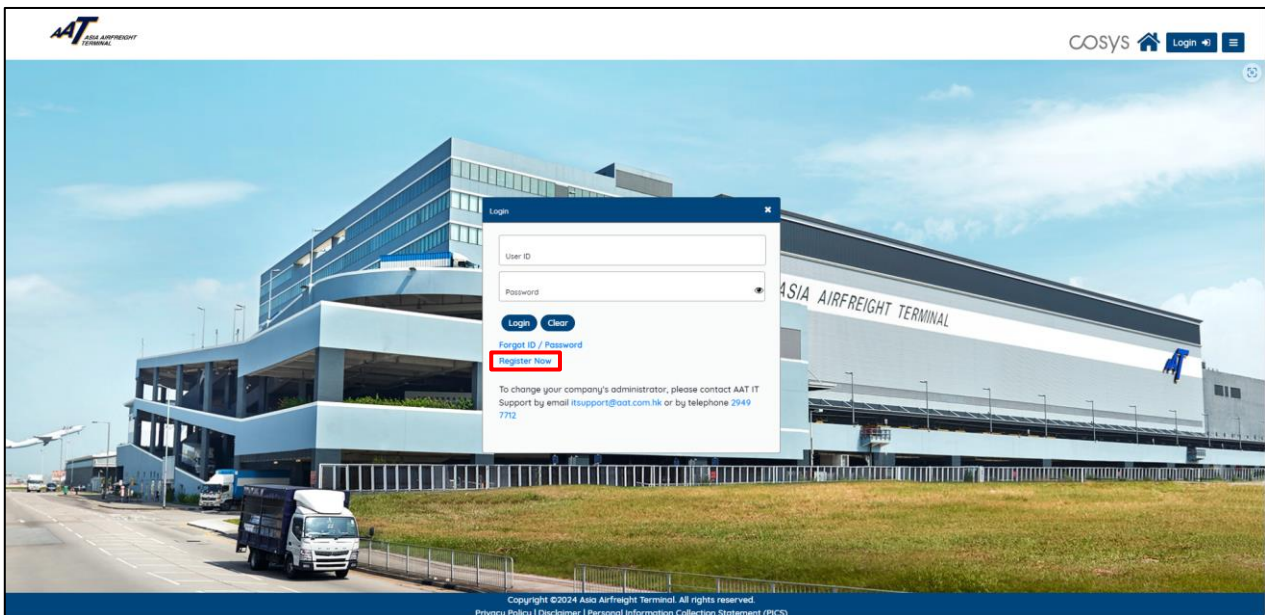 AAT ASIA AIRFREIGHT
TERMINAL
COSYS
Login
Login
User ID
Password
Login Clear
Forgot ID / Password
Register Now
To change your company's administrator, please contact AAT IT
Support by email itsupport@aat.com.hk or by telephone 2949
7712
ASIA AIRFREIGHT TERMINAL
Copyright ©2024 Asia Airfreight Terminal. All rights reserved.
Privacy Policy | Disclaimer | Personal Information Collection Statement (PICS)